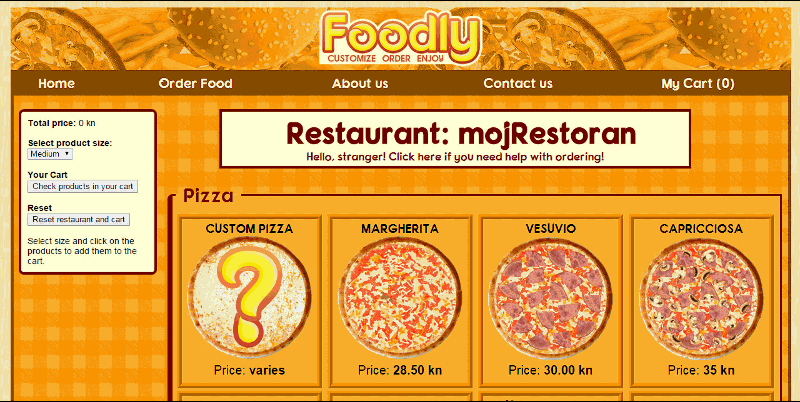 Foodly
CUSTOMIZE ORDER ENJOY
Home
Order Food
About us
Contact us
My Cart (0)
Total price: 0 kn
Select product size:
Medium
Your Cart
Check products in your cart
Reset
Reset restaurant and cart
Select size and click on the
products to add them to the
cart.
Restaurant: mojRestoran
Hello, stranger! Click here if you need help with ordering!
Pizza
CUSTOM PIZZA
?
Price: varies
MARGHERITA
Price: 28.50 kn
VESUVIO
Price: 30.00 kn
CAPRICCIOSA
Price: 35 kn